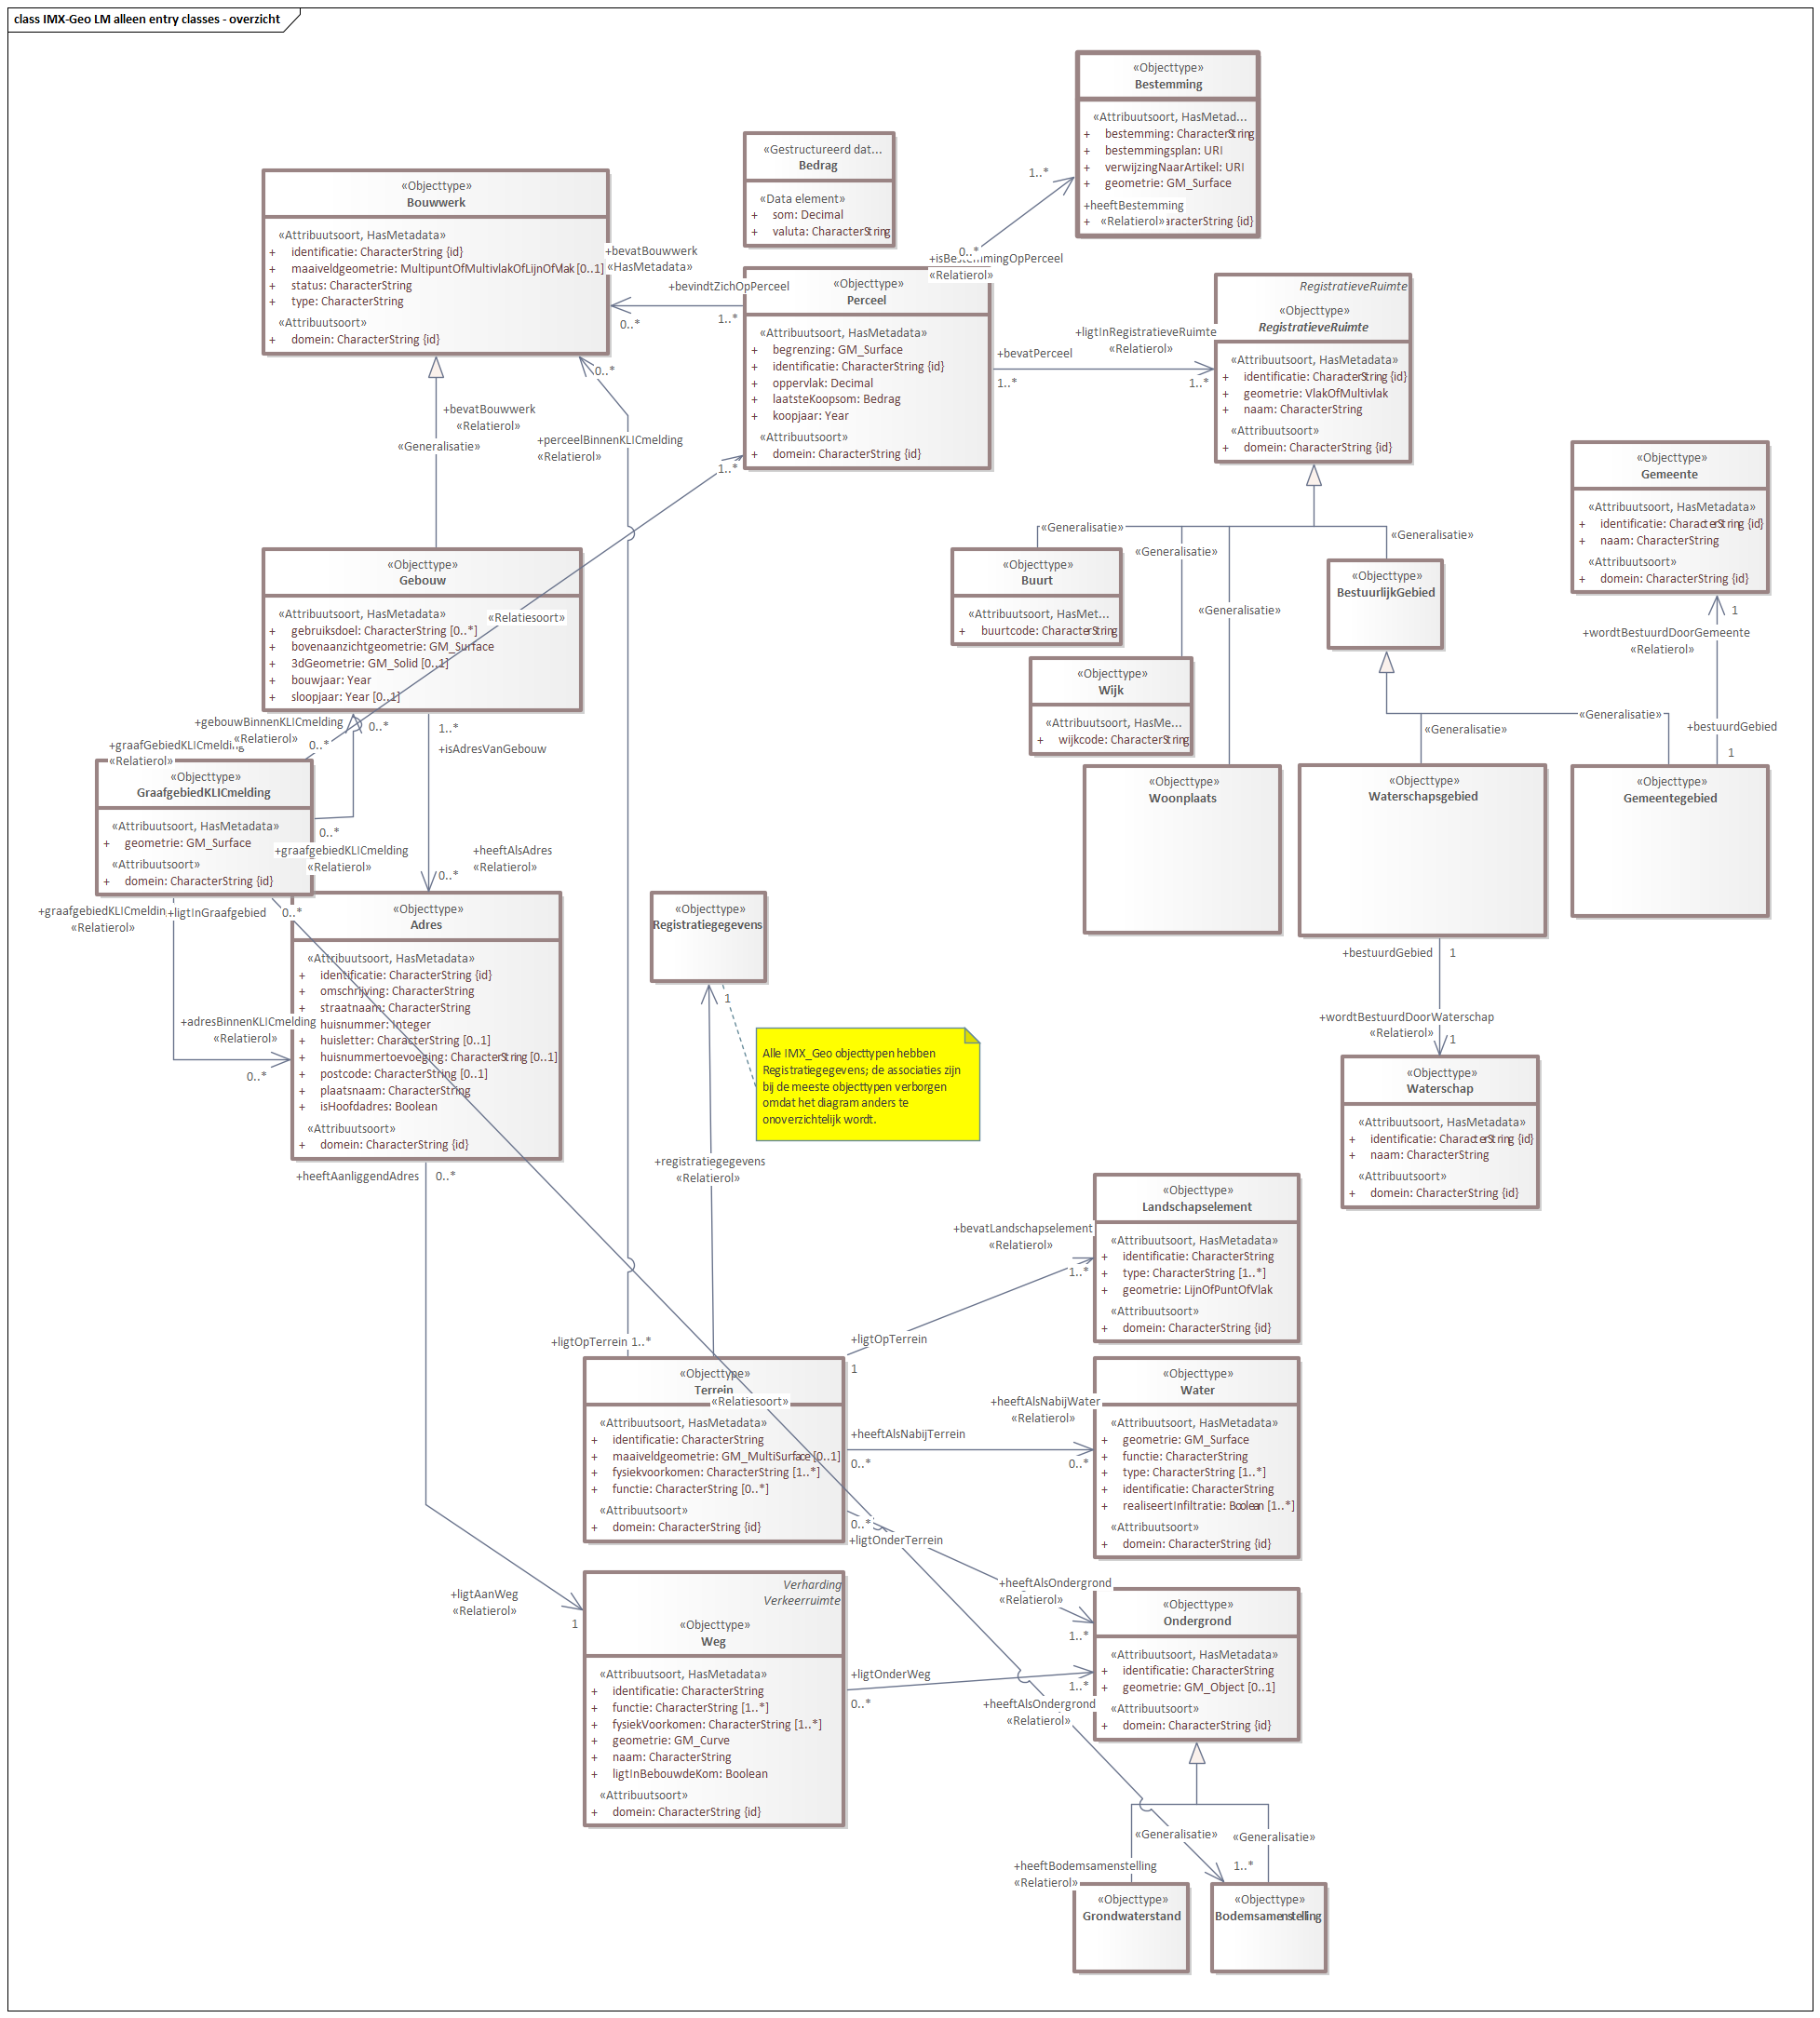 class IMX-Geo LM alleen entry classes - overzicht
«Objecttype»
Bestemming
«Attribuutsoort, HasMetad...
+ bestemming: CharacterString
+ bestemmingsplan: URI
+ verwijzingNaarArtikel: URI
+ geometrie: GM_Surface
+heeftBestemming
+ «Relatierol» aracterString {id}
1..*
«Gestructureerd dat...
Bedrag
«Data element»
+ som: Decimal
+ valuta: CharacterString
«Objecttype»
Bouwwerk
«Attribuutsoort, HasMetadata»
+ identificatie: CharacterString {id}
+ maaiveldgeometrie: MultipuntOfMultivlakOfLijnOfVlak [0..1]
+ status: CharacterString
+ type: CharacterString
«Attribuutsoort»
+ domein: CharacterString {id}
+bevatBouwwerk
«HasMetadata»
+bevindtZichOpPerceel
0..*
1..*
0..*
+isBestemmingOpPerceel
«Relatierol»
«Objecttype»
Perceel
«Attribuutsoort, HasMetadata»
+ begrenzing: GM_Surface
+ identificatie: CharacterString {id}
+ oppervlak: Decimal
+ laatsteKoopsom: Bedrag
+ koopjaar: Year
«Attribuutsoort»
+ domein: CharacterString {id}
+bevatPerceel
1..*
+ligtInRegistratieveRuimte
«Relatierol»
1..*
RegistratieveRuimte
«Objecttype»
RegistratieveRuimte
«Attribuutsoort, HasMetadata»
+ identificatie: CharacterString {id}
+ geometrie: VlakOfMultivlak
+ naam: CharacterString
«Attribuutsoort»
+ domein: CharacterString {id}
0..*
+bevatBouwwerk
«Relatierol»
«Generalisatie»
+perceelBinnenKLICmelding
«Relatierol»
1..*
«Objecttype»
Gemeente
«Attribuutsoort, HasMetadata»
+ identificatie: CharacterString {id}
+ naam: CharacterString
«Attribuutsoort»
+ domein: CharacterString {id}
1
+wordtBestuurdDoorGemeente
«Relatierol»
+bestuurdGebied
1
«Generalisatie»
«Generalisatie»
«Generalisatie»
«Generalisatie»
«Objecttype»
Buurt
«Attribuutsoort, HasMet...
+ buurtcode: CharacterString
«Objecttype»
BestuurlijkGebied
«Objecttype»
Wijk
«Attribuutsoort, HasMe...
+ wijkcode: CharacterString
«Generalisatie»
«Generalisatie»
«Objecttype»
Woonplaats
«Objecttype»
Waterschapsgebied
«Objecttype»
Gemeentegebied
«Objecttype»
Gebouw
«Attribuutsoort, HasMetadata»
+ gebruiksdoel: CharacterString [0..*]
+ bovenaanzichtgeometrie: GM_Surface
+ 3dGeometrie: GM_Solid [0..1]
+ bouwjaar: Year
+ sloopjaar: Year [0..1]
«Relatiesoort»
+gebouwBinnenKLICmelding
«Relatierol»
0..*
1..*
+isAdresVanGebouw
+graafGebiedKLICmelding
«Relatierol»
0..*
«Objecttype»
GraafgebiedKLICmelding
«Attribuutsoort, HasMetadata»
+ geometrie: GM_Surface
«Attribuutsoort»
+ domein: CharacterString {id}
0..*
+graafgebiedKLICmelding
«Relatierol»
+heeftAlsAdres
«Relatierol»
0..*
+graafgebiedKLICmelding
«Relatierol»
+ligtInGraafgebied
0..*
«Objecttype»
Adres
«Attribuutsoort, HasMetadata»
+ identificatie: CharacterString {id}
+ omschrijving: CharacterString
+ straatnaam: CharacterString
huisnummer: Integer
+ huisletter: CharacterString [0..1]
+ huisnummertoevoeging: CharacterString [0..1]
+ postcode: CharacterString [0..1]
+ plaatsnaam: CharacterString
+ isHoofdadres: Boolean
«Attribuutsoort»
+ domein: CharacterString {id}
+adresBinnenKLICmelding
«Relatierol»
0..*
+heeftAanliggendAdres
0..*
«Objecttype»
Registratiegegevens
1
Alle IMX_Geo objecttypen hebben
Registratiegegevens; de associaties zijn
bij de meeste objecttypen verborgen
omdat het diagram anders te
onoverzichtelijk wordt.
+registratiegegevens
«Relatierol»
+bestuurdGebied
1
+wordtBestuurdDoorWaterschap
«Relatierol»
1
«Objecttype»
Waterschap
«Attribuutsoort, HasMetadata»
+ identificatie: CharacterString {id}
+ naam: CharacterString
«Attribuutsoort»
+ domein: CharacterString {id}
«Objecttype»
Landschapselement
«Attribuutsoort, HasMetadata»
+ identificatie: CharacterString
+ type: CharacterString [1..*]
+ geometrie: LijnOfPuntOfVlak
«Attribuutsoort»
+ domein: CharacterString {id}
+bevatLandschapselement
«Relatierol»
1..*
+ligtOpTerrein
1
+ligtOpTerrein 1..*
«Objecttype»
Terrein
«Relatiesoort»
«Attribuutsoort, HasMetadata»
+ identificatie: CharacterString
+ maaiveldgeometrie: GM_MultiSurface [0..1]
+ fysiekvoorkomen: CharacterString [1..*]
+ functie: CharacterString [0..*]
«Attribuutsoort»
+ domein: CharacterString {id}
+heeftAlsNabijWater
«Relatierol»
+heeftAlsNabijTerrein
0..*
0..*
«Objecttype»
Water
«Attribuutsoort, HasMetadata»
+ geometrie: GM_Surface
+ functie: CharacterString
+ type: CharacterString [1..*]
+ identificatie: CharacterString
+ realiseertInfiltratie: Boolean [1..*]
«Attribuutsoort»
+ domein: CharacterString {id}
0..*
+ligtOnderTerrein
+heeftAlsOndergrond
«Relatierol»
1..*
+ligtAanWeg
«Relatierol»
1
Verharding
Verkeerruimte
«Objecttype»
Weg
«Attribuutsoort, HasMetadata»
+ identificatie: CharacterString
+ functie: CharacterString [1..*]
+ fysiekVoorkomen: CharacterString [1..*]
+ geometrie: GM_Curve
+ naam: CharacterString
+ ligtInBebouwdeKom: Boolean
«Attribuutsoort»
+ domein: CharacterString {id}
+ligtOnderWeg
0..*
1..*
+heeftAlsOndergrond
«Relatierol»
«Objecttype»
Ondergrond
«Attribuutsoort, HasMetadata»
+ identificatie: CharacterString
+ geometrie: GM_Object [0..1]
«Attribuutsoort»
+ domein: CharacterString {id}
«Generalisatie»
«Generalisatie»
+heeftBodemsamenstelling
«Relatierol»
1..*
«Objecttype»
Grondwaterstand
«Objecttype»
Bodemsamenstelling